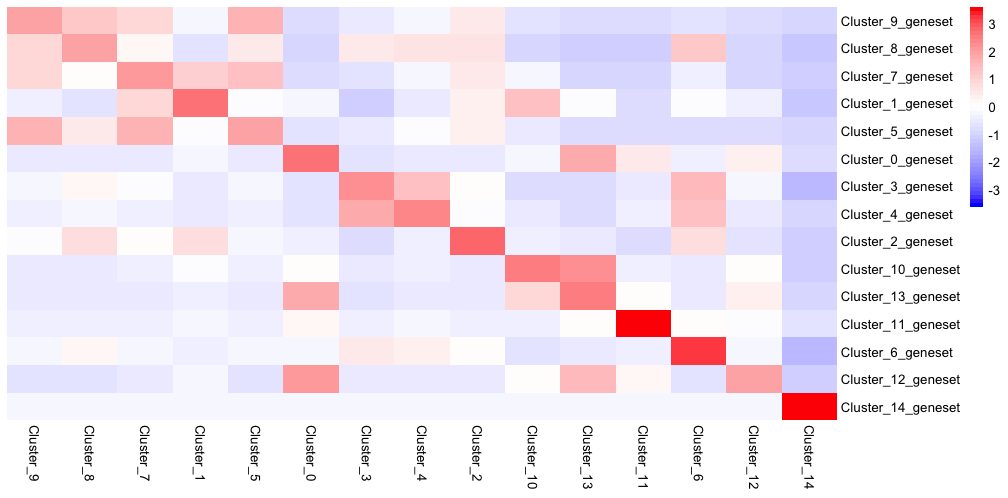 Cluster_9_geneset
Cluster_8_geneset
Cluster_7_geneset
Cluster_1_geneset
Cluster_5_geneset
Cluster_0_geneset
Cluster_3_geneset
Cluster_4_geneset
Cluster_2_geneset
Cluster_10_geneset
Cluster_13_geneset
Cluster_11_geneset
Cluster_6_geneset
Cluster_12_geneset
Cluster_14_geneset
3
2
1
0
-1
-2
-3
Cluster_9
Cluster_8
Cluster_7
Cluster_1
Cluster_5
Cluster_0
Cluster_3
Cluster_4
Cluster_2
Cluster_10
Cluster_13
Cluster_11
Cluster_6
Cluster_12
Cluster_14